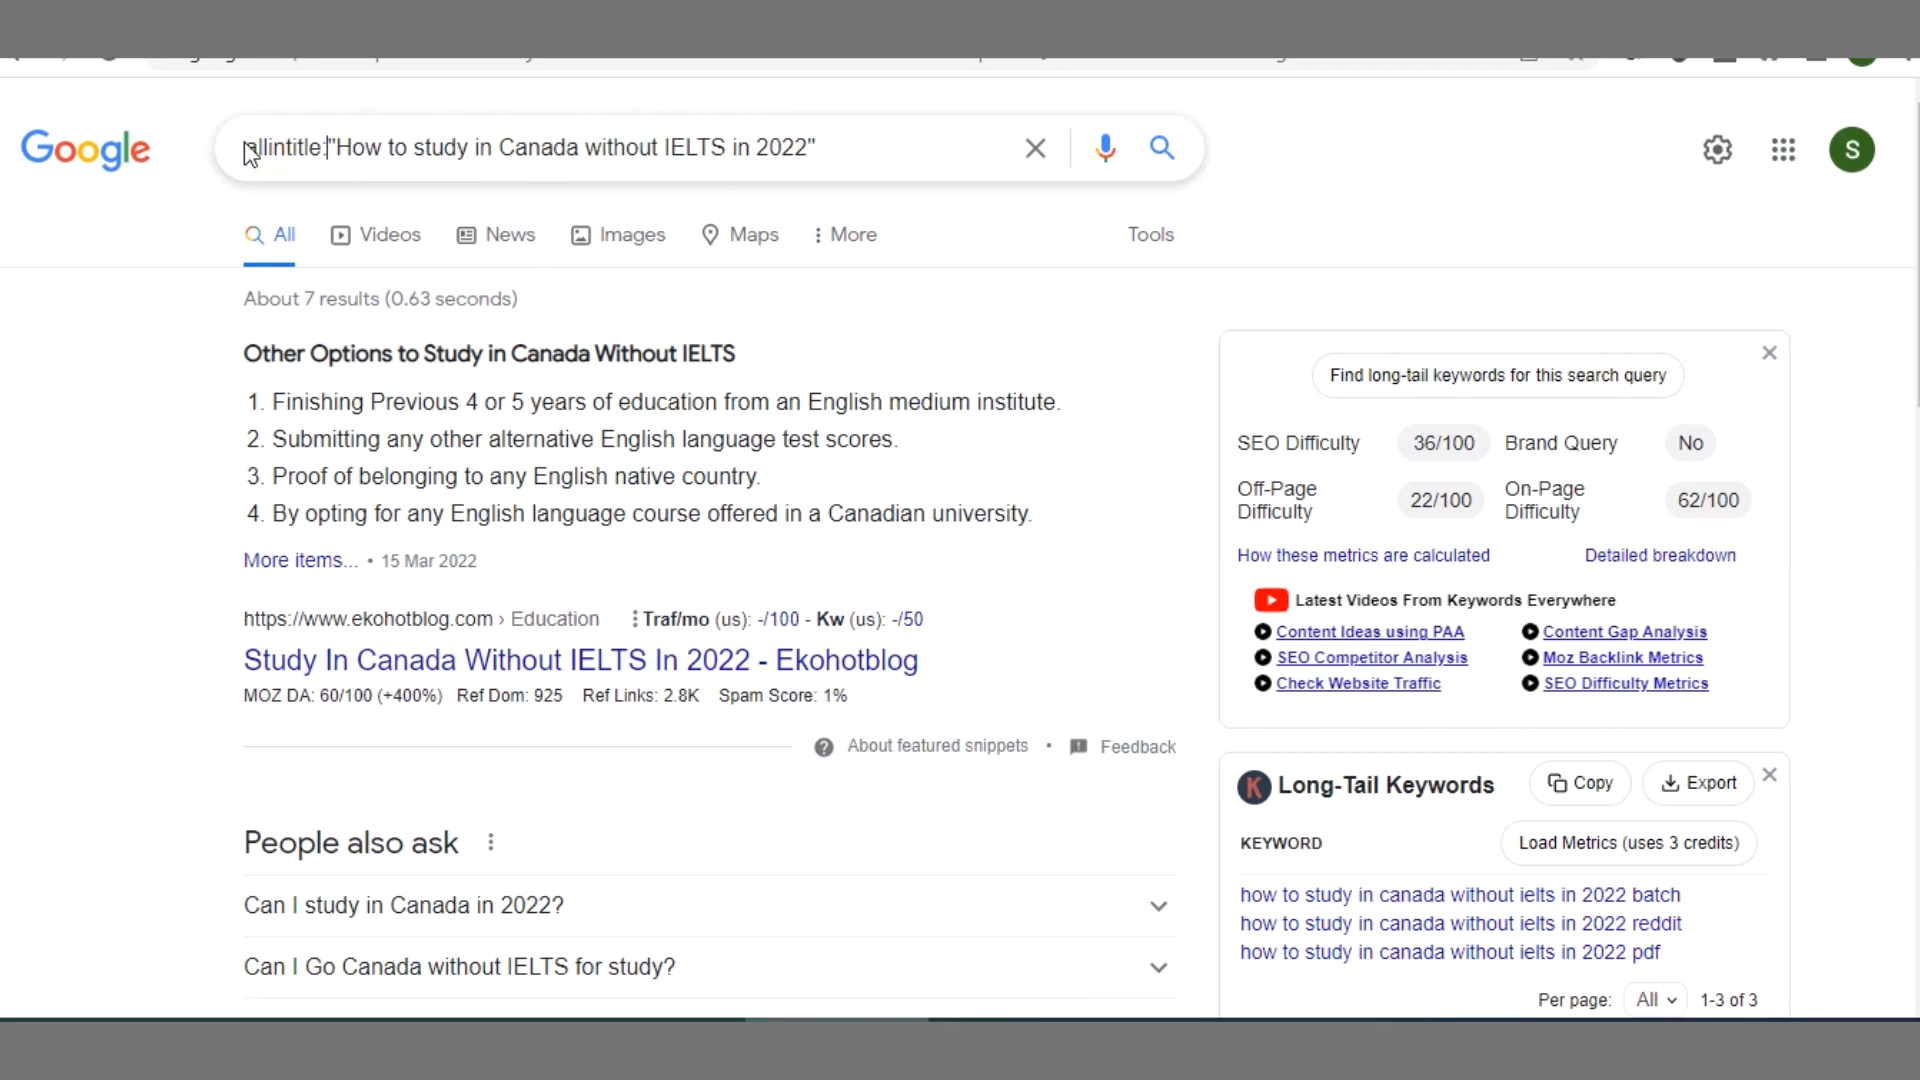 Google
allintitle:"How to study in Canada without IELTS in 2022"
S
All Videos News Images Maps More Tools
About 7 results (0.63 seconds)
Other Options to Study in Canada Without IELTS
1. Finishing Previous 4 or 5 years of education from an English medium institute.
2. Submitting any other alternative English language test scores.
3. Proof of belonging to any English native country.
4. By opting for any English language course offered in a Canadian university.
More items... • 15 Mar 2022
https://www.ekohotblog.com › Education Traf/mo (us): -/100 - Kw (us): -/50
Study In Canada Without IELTS In 2022 - Ekohotblog
MOZ DA: 60/100 (+400%) Ref Dom: 925 Ref Links: 2.8K Spam Score: 1%
About featured snippets • Feedback
People also ask
Can I study in Canada in 2022?
Can I Go Canada without IELTS for study?
Find long-tail keywords for this search query
SEO Difficulty 36/100 Brand Query No
Off-Page Difficulty 22/100 On-Page Difficulty 62/100
How these metrics are calculated Detailed breakdown
Latest Videos From Keywords Everywhere
Content Ideas using PAA Content Gap Analysis
SEO Competitor Analysis Moz Backlink Metrics
Check Website Traffic SEO Difficulty Metrics
K Long-Tail Keywords Copy Export
KEYWORD Load Metrics (uses 3 credits)
how to study in canada without ielts in 2022 batch
how to study in canada without ielts in 2022 reddit
how to study in canada without ielts in 2022 pdf
Per page: All 1-3 of 3